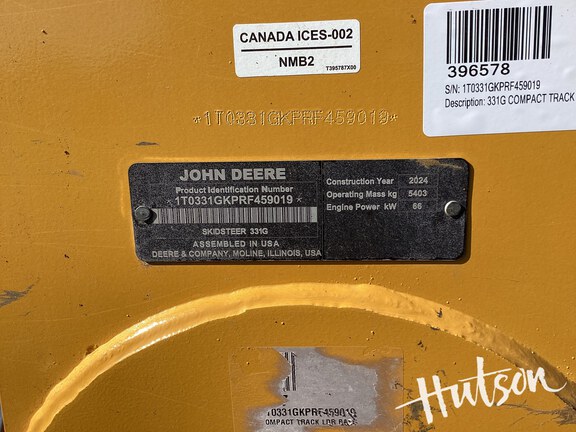 CANADA ICES-002
NMB2
T395787X00
396578
S/N: 1T0331GKPRF459019
Description: 331G COMPACT TRACK
*1T0331GKPRF459019*
JOHN DEERE
Product Identification Number
*1T0331GKPRF459019*
SKIDSTEER 331G
ASSEMBLED IN USA
DEERE & COMPANY, MOLINE, ILLINOIS, USA
Construction Year 2024
Operating Mass kg 5403
Engine Power kW 66
1T0331GKPRF459019
COMPACT TRACK LDR
Hutson